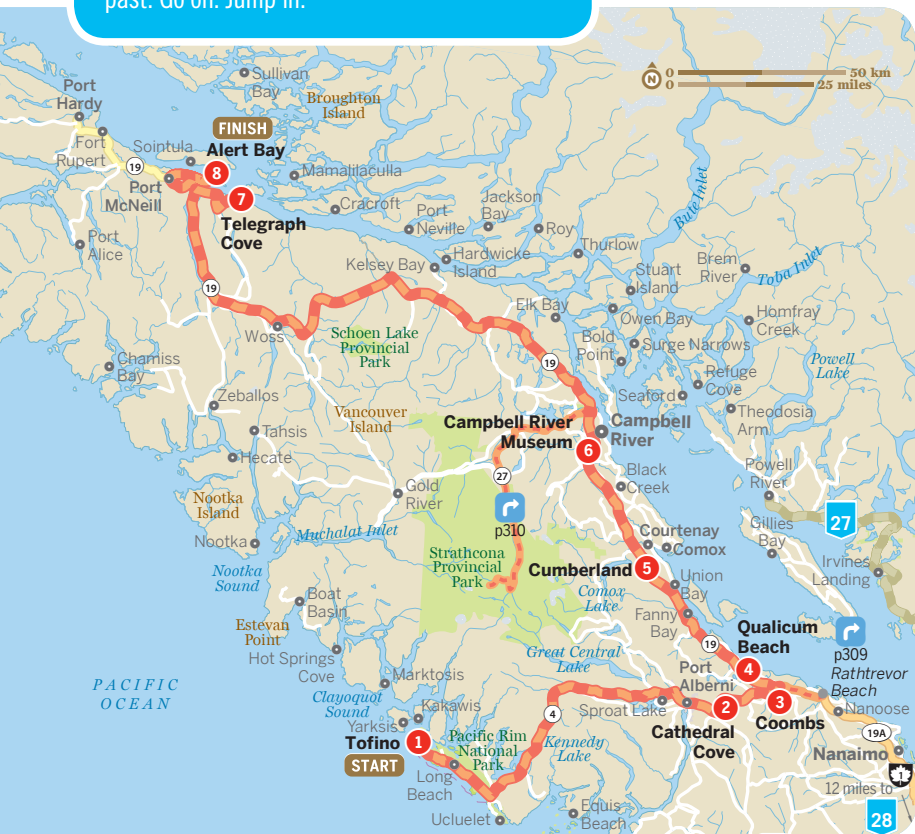 past. Go on. Jump in.
0 50 km
0 25 miles
N
Port
Hardy
Sullivan
Bay
Broughton
Island
FINISH
Fort
Rupert
Sointula
Alert Bay
19
8
Mamalilaculla
Port
McNeill
7
Telegraph
Cove
Cracroft
Port
Neville
Jackson
Bay
Roy
Bute Inlet
Port
Alice
Hardwicke
Island
Thurlow
Kelsey Bay
Stuart
Island
Brem
River
Toba Inlet
19
Elk Bay
Owen Bay
Homfray
Creek
Woss
Schoen Lake
Provincial
Park
Bold
Point
Surge Narrows
19
Chamiss
Bay
Powell
Lake
Refuge
Cove
Zeballos
Seaford
Vancouver
Island
Theodosia
Arm
Campbell River
Museum
Campbell
River
Tahsis
6
Hecate
Black
Creek
Powell
River
27
Gold
River
Nootka
Island
p310
27
Muchalat Inlet
Gillies
Bay
Nootka
Courtenay
Comox
Strathcona
Provincial
Park
Cumberland
5
Irvines
Landing
Nootka
Sound
Union
Bay
Comox
Lake
Boat
Basin
Fanny
Bay
Estevan
Point
Qualicum
Beach
19
p309
Rathtrevor
Beach
Hot Springs
Cove
Great Central
Lake
4
Port
Alberni
Marktosis
PACIFIC
OCEAN
Clayoquot
Sound
Kakawis
Sproat Lake
2
3
Nanoose
Yarksis
4
Coombs
Tofino
1
START
Pacific Rim
National
Park
Kennedy
Lake
Cathedral
Cove
19A
Nanaimo
1
Long
Beach
12 miles to
28
Ucluelet
Equis
Beach